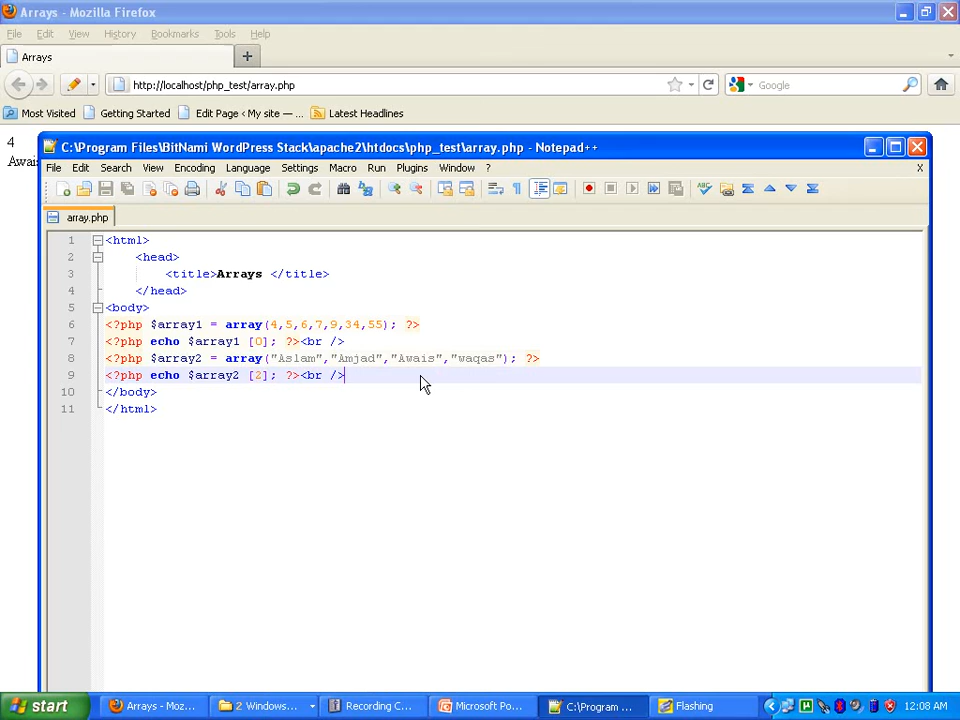 Arrays - Mozilla Firefox
File Edit View History Bookmarks Tools Help
Arrays
http://localhost/php_test/array.php
Google
Most Visited Getting Started Edit Page ‹ My site — ... Latest Headlines
4
Awais
C:\Program Files\BitNami WordPress Stack\apache2\htdocs\php_test\array.php - Notepad++
File Edit Search View Encoding Language Settings Macro Run Plugins Window ? X
array.php
1 <html>
2 <head>
3 <title>Arrays </title>
4 </head>
5 <body>
6 <?php $array1 = array(4,5,6,7,9,34,55); ?>
7 <?php echo $array1 [0]; ?><br />
8 <?php $array2 = array("Aslam","Amjad","Awais","waqas"); ?>
9 <?php echo $array2 [2]; ?><br />
10 </body>
11 </html>
start Arrays - Moz... 2 Windows... Recording C... Microsoft Po... C:\Program ... Flashing 12:08 AM